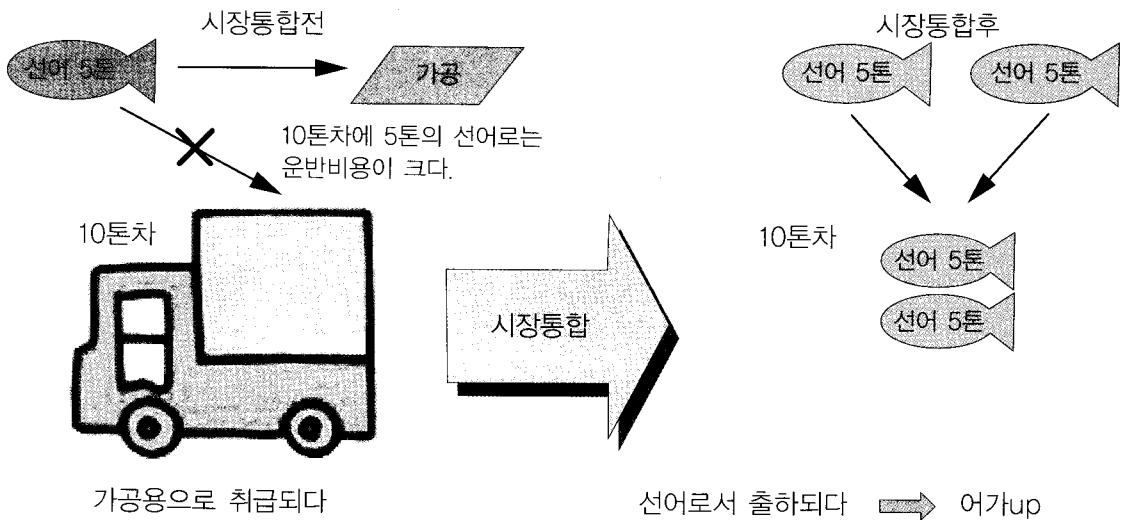 시장통합전
선어 5톤
가공
10톤차에 5톤의 선어로는
운반비용이 크다.
10톤차
가공용으로 취급되다
시장통합
시장통합후
선어 5톤
선어 5톤
10톤차
선어 5톤
선어 5톤
선어로서 출하되다
어가up